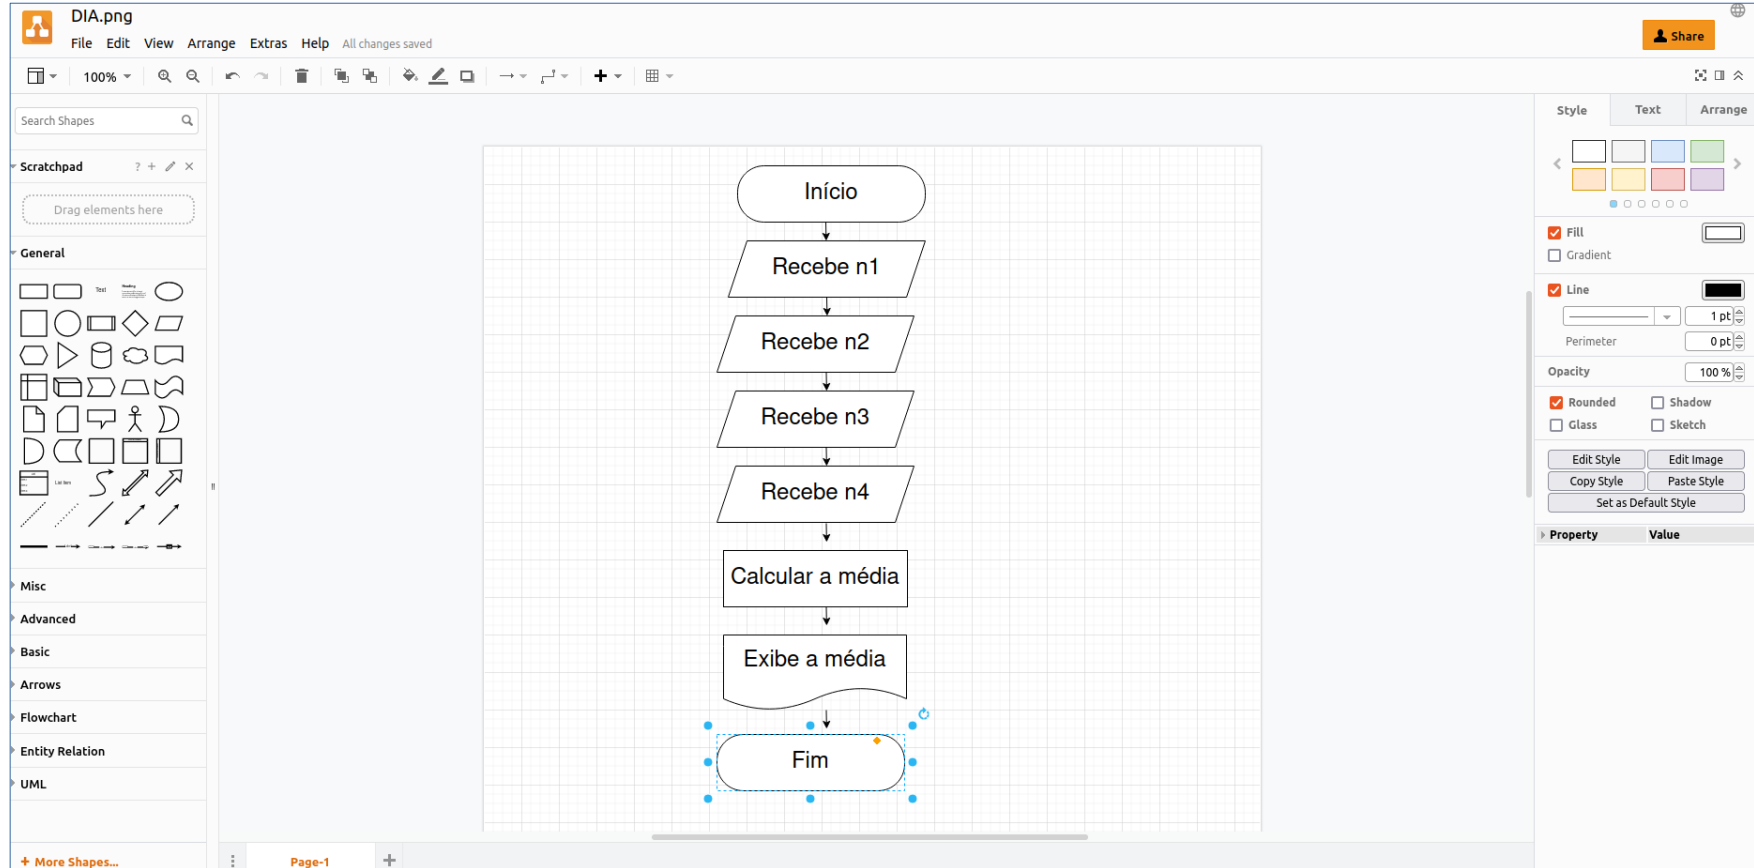 DIA.png
File Edit View Arrange Extras Help All changes saved
Share
100%
Search Shapes
Scratchpad ?
Drag elements here
General
Text
Heading
List Item
Misc
Advanced
Basic
Arrows
Flowchart
Entity Relation
UML
+ More Shapes...
Início
Recebe n1
Recebe n2
Recebe n3
Recebe n4
Calcular a média
Exibe a média
Fim
Page-1
Style Text Arrange
Fill
Gradient
Line
1 pt
Perimeter 0 pt
Opacity 100 %
Rounded Shadow
Glass Sketch
Edit Style Edit Image
Copy Style Paste Style
Set as Default Style
Property Value